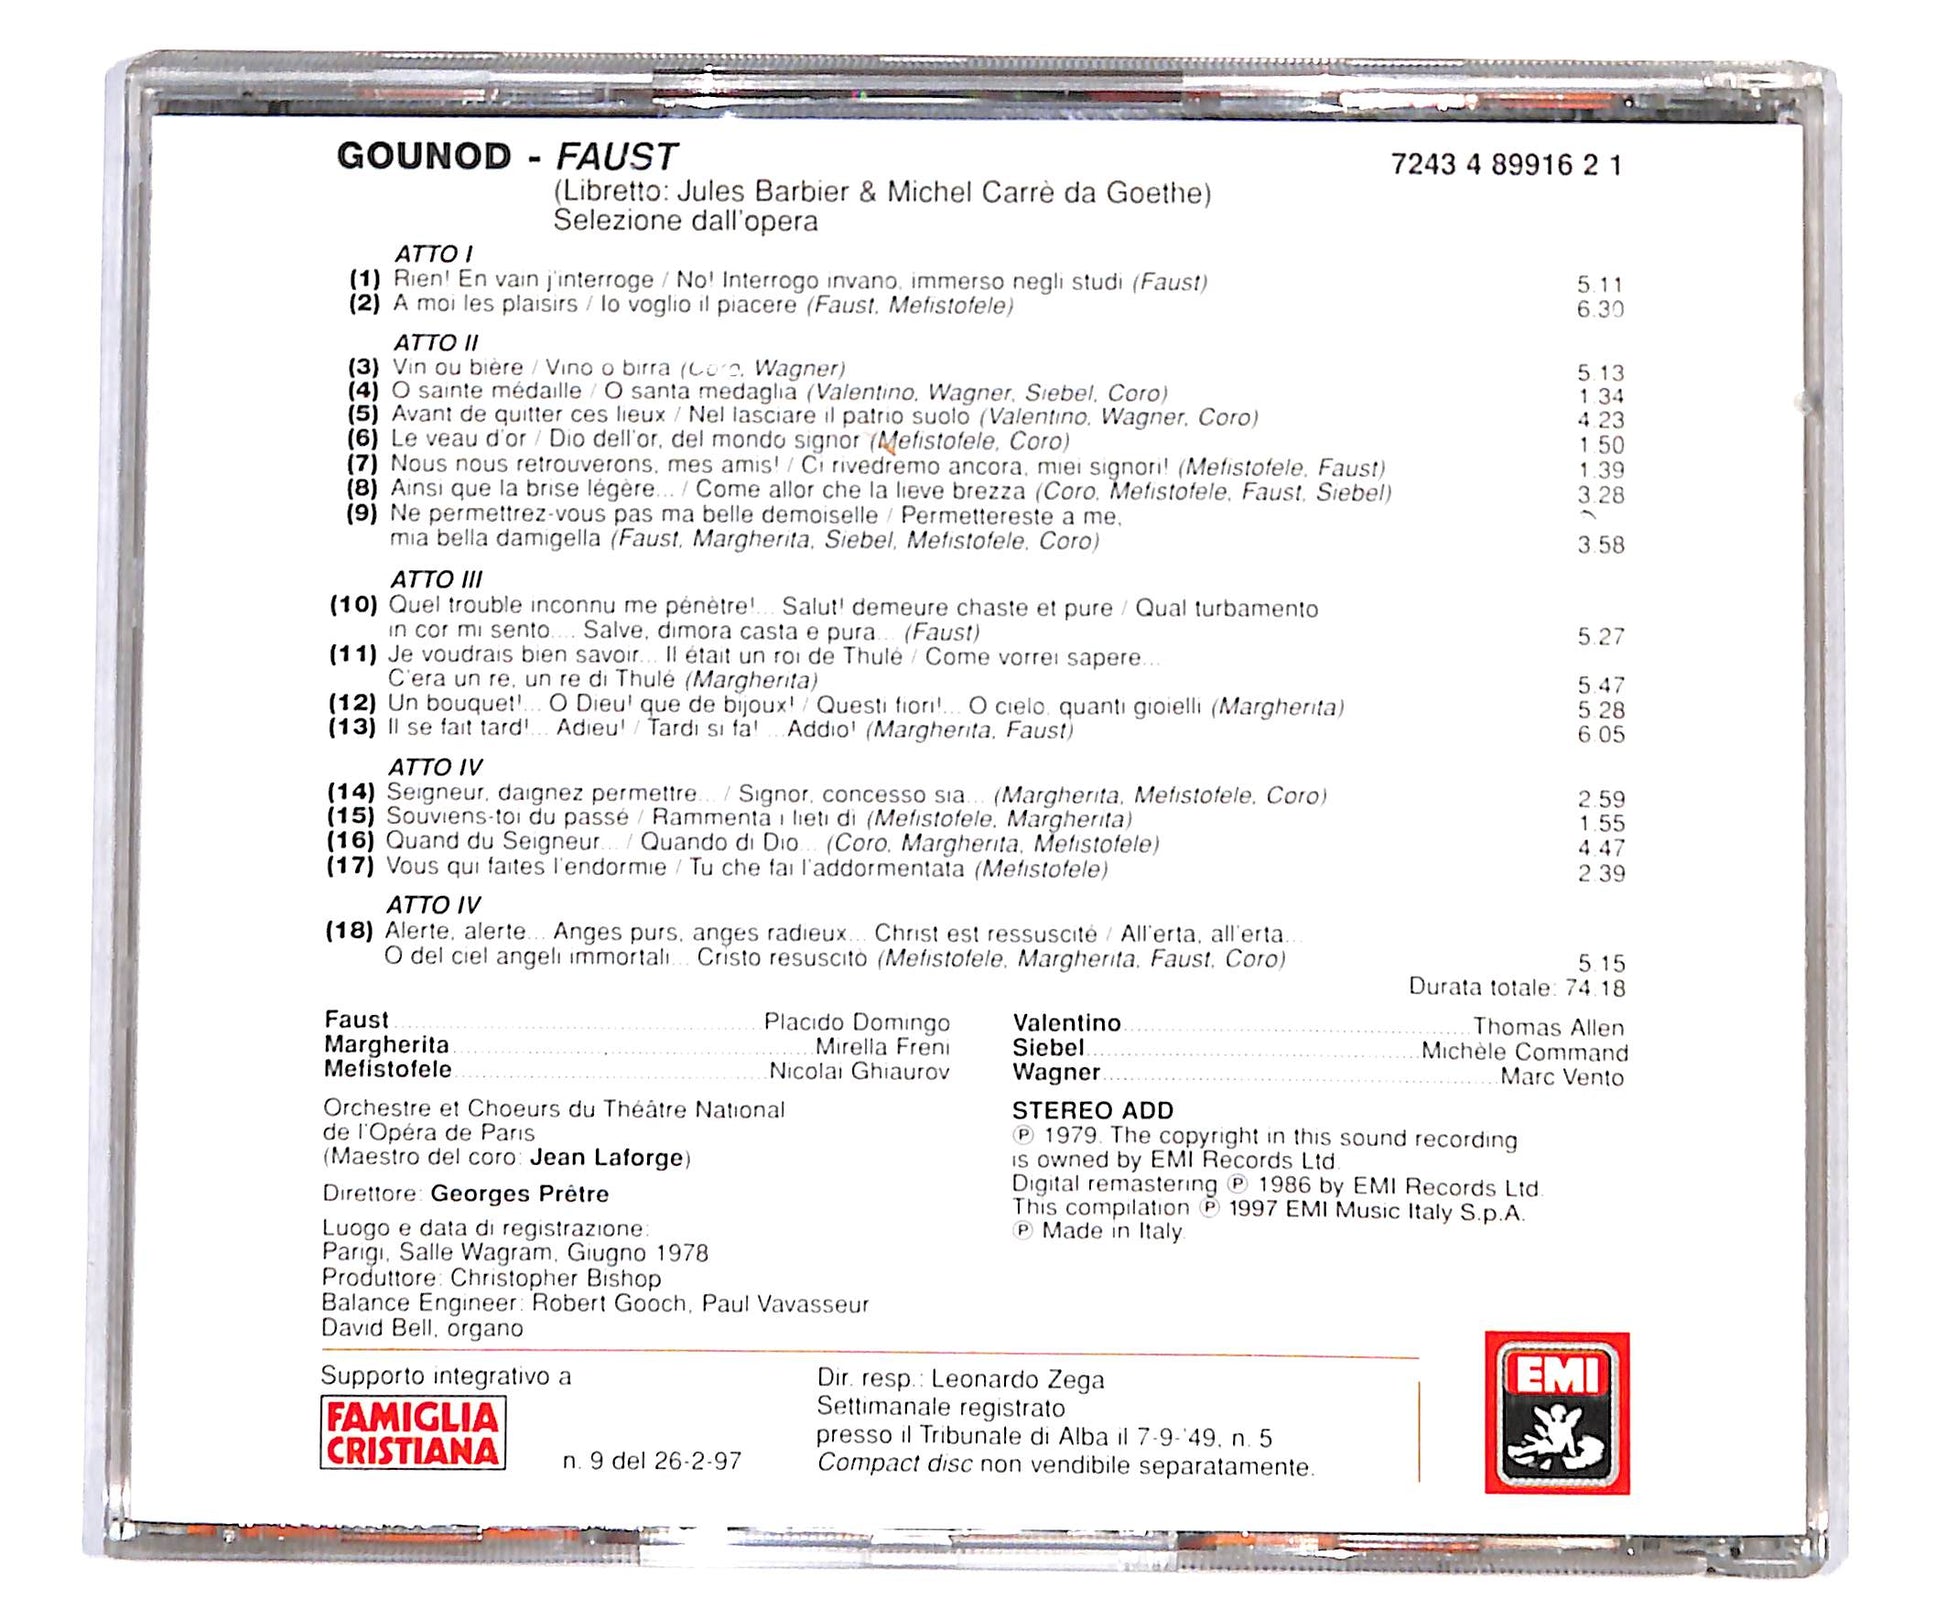 GOUNOD - FAUST 7243 4 89916 2 1
(Libretto: Jules Barbier & Michel Carrè da Goethe)
Selezione dall'opera
ATTO I
(1) Rien! En vain j'interroge / No! Interrogo invano, immerso negli studi (Faust) 5.11
(2) A moi les plaisirs / Io voglio il piacere (Faust, Mefistofele) 6.30
ATTO II
(3) Vin ou bière / Vino o birra (Coro, Wagner) 5.13
(4) O sainte médaille / O santa medaglia (Valentino, Wagner, Siebel, Coro) 1.34
(5) Avant de quitter ces lieux / Nel lasciare il patrio suolo (Valentino, Wagner, Coro) 4.23
(6) Le veau d'or / Dio dell'or, del mondo signor (Mefistofele, Coro) 1.50
(7) Nous nous retrouverons, mes amis! / Ci rivedremo ancora, miei signori! (Mefistofele, Faust) 1.39
(8) Ainsi que la brise légère... / Come allor che la lieve brezza (Coro, Mefistofele, Faust, Siebel) 3.28
(9) Ne permettrez-vous pas ma belle demoiselle / Permettereste a me,
mia bella damigella (Faust, Margherita, Siebel, Mefistofele, Coro) 3.58
ATTO III
(10) Quel trouble inconnu me pénètre!... Salut! demeure chaste et pure / Qual turbamento
in cor mi sento.... Salve, dimora casta e pura... (Faust) 5.27
(11) Je voudrais bien savoir... Il était un roi de Thulé / Come vorrei sapere...
C'era un re, un re di Thulé (Margherita) 5.47
(12) Un bouquet!... O Dieu! que de bijoux! / Questi fiori!... O cielo, quanti gioielli (Margherita) 5.28
(13) Il se fait tard!... Adieu! / Tardi si fa! ...Addio! (Margherita, Faust) 6.05
ATTO IV
(14) Seigneur, daignez permettre... / Signor, concesso sia... (Margherita, Mefistofele, Coro) 2.59
(15) Souviens-toi du passé / Rammenta i lieti dì (Mefistofele, Margherita) 1.55
(16) Quand du Seigneur... / Quando di Dio... (Coro, Margherita, Mefistofele) 4.47
(17) Vous qui faites l'endormie / Tu che fai l'addormentata (Mefistofele) 2.39
ATTO IV
(18) Alerte, alerte... Anges purs, anges radieux... Christ est ressuscité / All'erta, all'erta...
O del ciel angeli immortali... Cristo resuscitò (Mefistofele, Margherita, Faust, Coro) 5.15
Durata totale: 74.18
Faust Placido Domingo Valentino Thomas Allen
Margherita Mirella Freni Siebel Michèle Command
Mefistofele Nicolai Ghiaurov Wagner Marc Vento
Orchestre et Choeurs du Théâtre National
de l'Opéra de Paris
(Maestro del coro: Jean Laforge)
Direttore: Georges Prêtre
Luogo e data di registrazione:
Parigi, Salle Wagram, Giugno 1978
Produttore: Christopher Bishop
Balance Engineer: Robert Gooch, Paul Vavasseur
David Bell, organo
STEREO ADD
℗ 1979. The copyright in this sound recording
is owned by EMI Records Ltd.
Digital remastering ℗ 1986 by EMI Records Ltd.
This compilation ℗ 1997 EMI Music Italy S.p.A.
℗ Made in Italy.
Supporto integrativo a
FAMIGLIA
CRISTIANA
n. 9 del 26-2-97
Dir. resp.: Leonardo Zega
Settimanale registrato
presso il Tribunale di Alba il 7-9-'49, n. 5
Compact disc non vendibile separatamente.
EMI